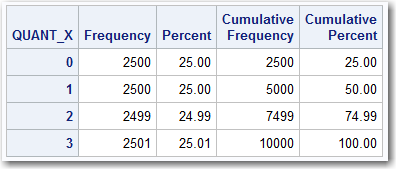 Cumulative Cumulative
QUANT_X Frequency Percent Frequency Percent
0 2500 25.00 2500 25.00
1 2500 25.00 5000 50.00
2 2499 24.99 7499 74.99
3 2501 25.01 10000 100.00